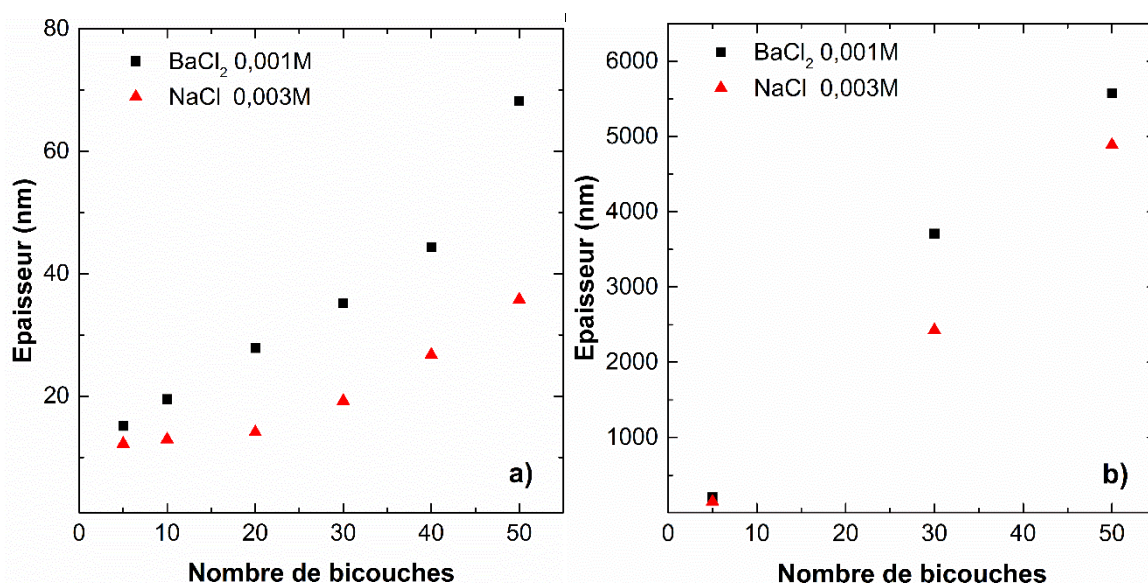 80
60
40
20
0
10
20
30
40
50
Epaisseur (nm)
Nombre de bicouches
BaCl₂ 0,001M
NaCl 0,003M
a)
6000
5000
4000
3000
2000
1000
0
10
20
30
40
50
Epaisseur (nm)
Nombre de bicouches
BaCl₂ 0,001M
NaCl 0,003M
b)